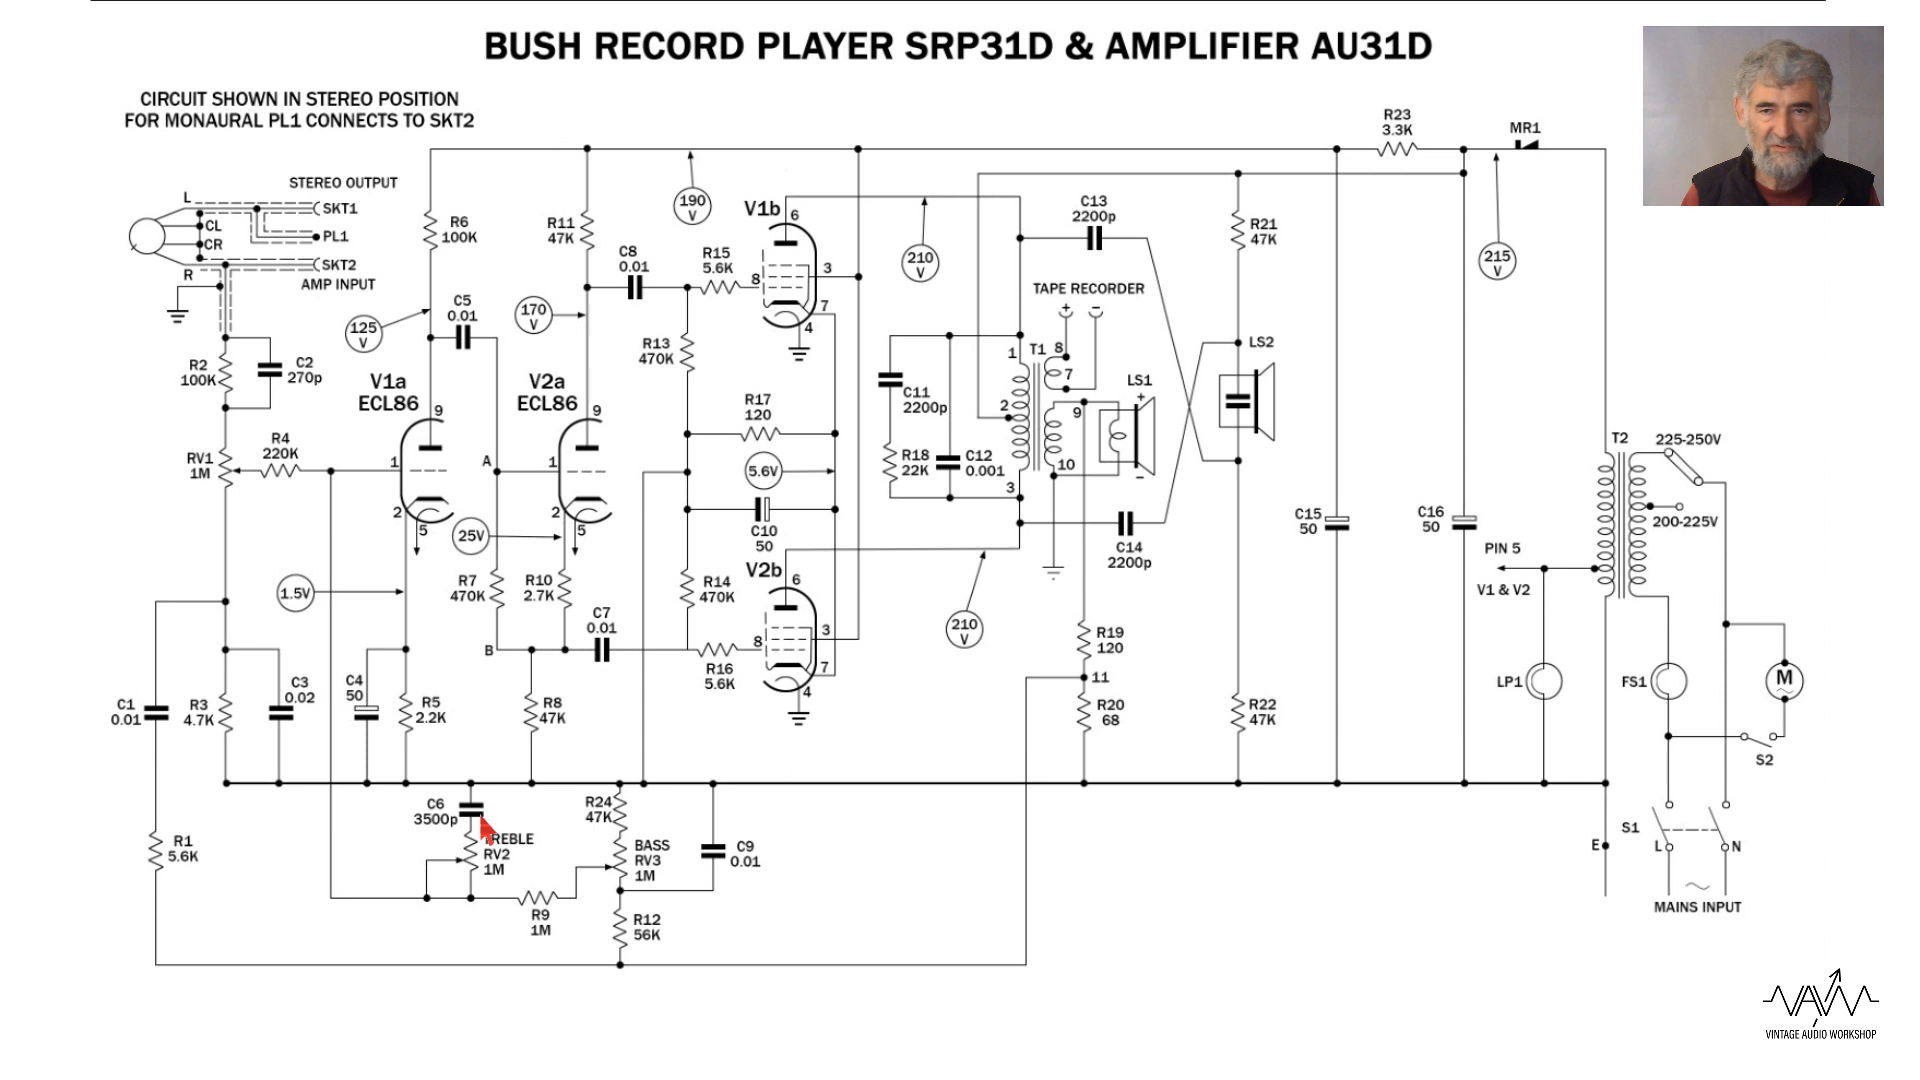 BUSH RECORD PLAYER SRP31D & AMPLIFIER AU31D
CIRCUIT SHOWN IN STEREO POSITION
FOR MONAURAL PL1 CONNECTS TO SKT2
STEREO OUTPUT
L
SKT1
CL
PL1
CR
SKT2
R
AMP INPUT
R2
100K
C2
270p
RV1
1M
R4
220K
1.5V
C1
0.01
R3
4.7K
C3
0.02
C4
50
R5
2.2K
R1
5.6K
R6
100K
125
V
C5
0.01
V1a
ECL86
9
1
2
5
R11
47K
170
V
V2a
ECL86
9
A
1
2
5
25V
R7
470K
R10
2.7K
B
C7
0.01
R8
47K
C6
3500p
REBLE
RV2
1M
R9
1M
R24
47K
BASS
RV3
1M
C9
0.01
R12
56K
190
V
C8
0.01
R15
5.6K
V1b
6
8
3
7
4
R13
470K
R17
120
5.6V
C10
50
V2b
6
R14
470K
R16
5.6K
8
3
7
4
210
V
C13
2200p
TAPE RECORDER
+ −
C11
2200p
R18
22K
C12
0.001
1
T1
8
7
2
9
10
3
LS1
+
−
C14
2200p
210
V
R19
120
11
R20
68
R21
47K
LS2
R22
47K
R23
3.3K
MR1
215
V
C15
50
C16
50
T2
225-250V
200-225V
PIN 5
V1 & V2
LP1
FS1
M
S2
S1
E
L
N
MAINS INPUT
VINTAGE AUDIO WORKSHOP